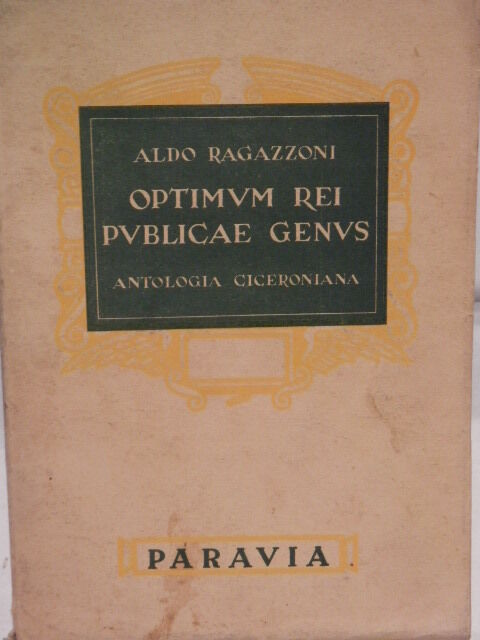 ALDO RAGAZZONI
OPTIMVM REI
PVBLICAE GENVS
ANTOLOGIA CICERONIANA
PARAVIA